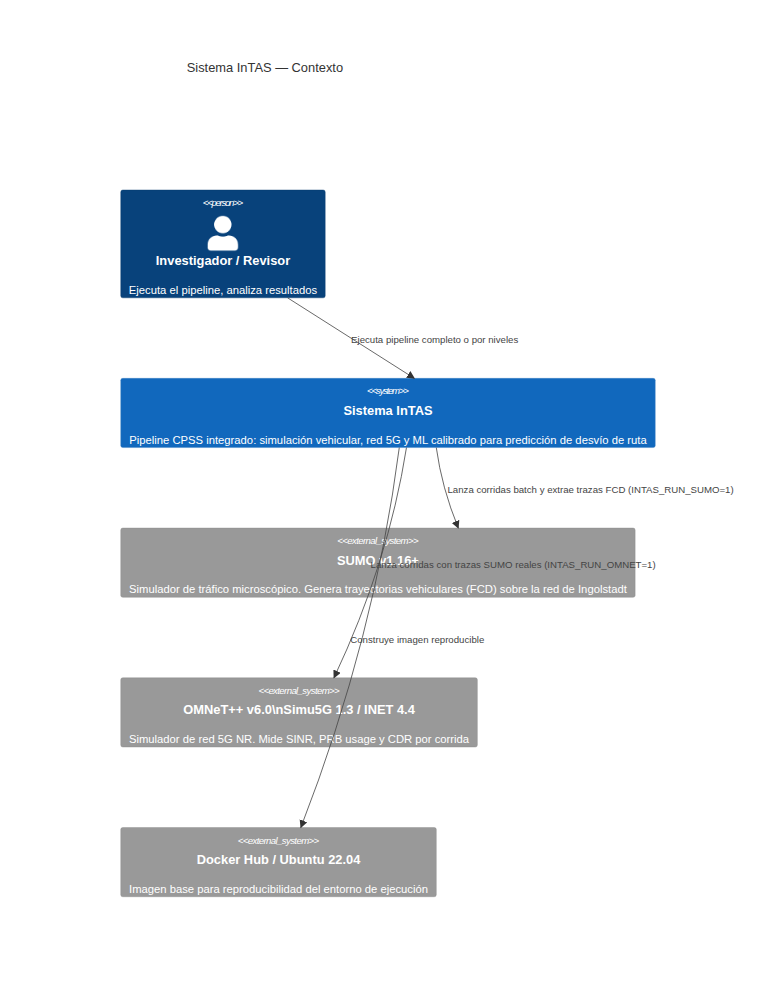 Sistema InTAS — Contexto
<<person>>
Investigador / Revisor
Ejecuta el pipeline, analiza resultados
Ejecuta pipeline completo o por niveles
<<system>>
Sistema InTAS
Pipeline CPSS integrado: simulación vehicular, red 5G y ML calibrado para predicción de desvío de ruta
Lanza corridas batch y extrae trazas FCD (INTAS_RUN_SUMO=1)
<<external_system>>
SUMO v1.16+
Lanza corridas con trazas SUMO reales (INTAS_RUN_OMNET=1)
Simulador de tráfico microscópico. Genera trayectorias vehiculares (FCD) sobre la red de Ingolstadt
Construye imagen reproducible
<<external_system>>
OMNeT++ v6.0\nSimu5G 1.3 / INET 4.4
Simulador de red 5G NR. Mide SINR, PRB usage y CDR por corrida
<<external_system>>
Docker Hub / Ubuntu 22.04
Imagen base para reproducibilidad del entorno de ejecución